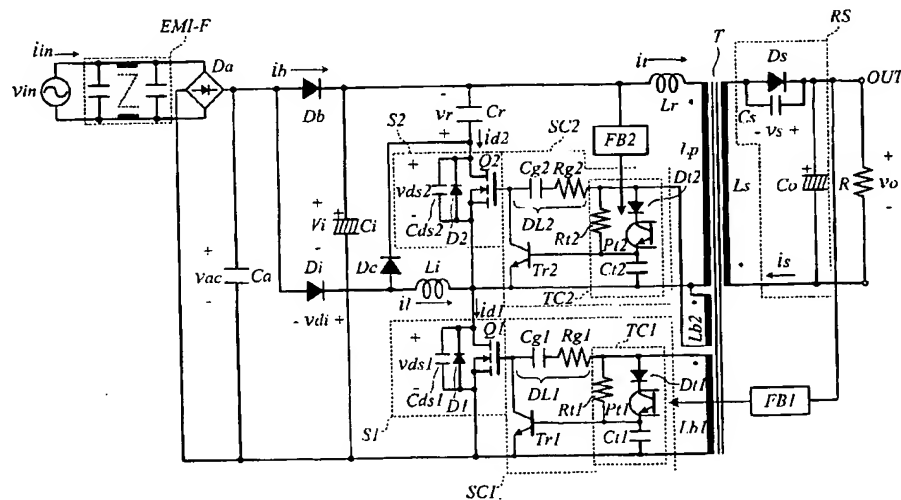 EMI-F
RS
iin
Da
T
ib
it
Ds
OUT
vin
Lr
Db
vr
Cr
Cs
- vs +
S2
id2
SC2
FB2
Lp
Q2
Dt2
Cg2
Rg2
Ls
Co
R
vo
vds2
DL2
Vi
Ci
Cds2
D2
Rt2
Pt2
Tr2
Ct2
vac
Ca
Di
Dc
Li
is
TC2
- vdi +
il
id1
Lb2
Q1
TC1
Cg1
Rg1
vds1
DL1
Dt1
Cds1
D1
Rt1
Pt1
FB1
S1
Tr1
Ct1
Lb1
SC1